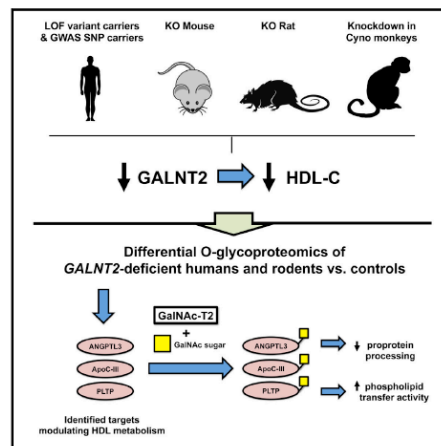 LOF variant carriers
& GWAS SNP carriers
KO Mouse
KO Rat
Knockdown in
Cyno monkeys
GALNT2
HDL-C
Differential O-glycoproteomics of
GALNT2-deficient humans and rodents vs. controls
GalNAc-T2
+
GalNAc sugar
ANGPTL3
ApoC-III
PLTP
ANGPTL3
ApoC-III
PLTP
proprotein
processing
phospholipid
transfer activity
Identified targets
modulating HDL metabolism